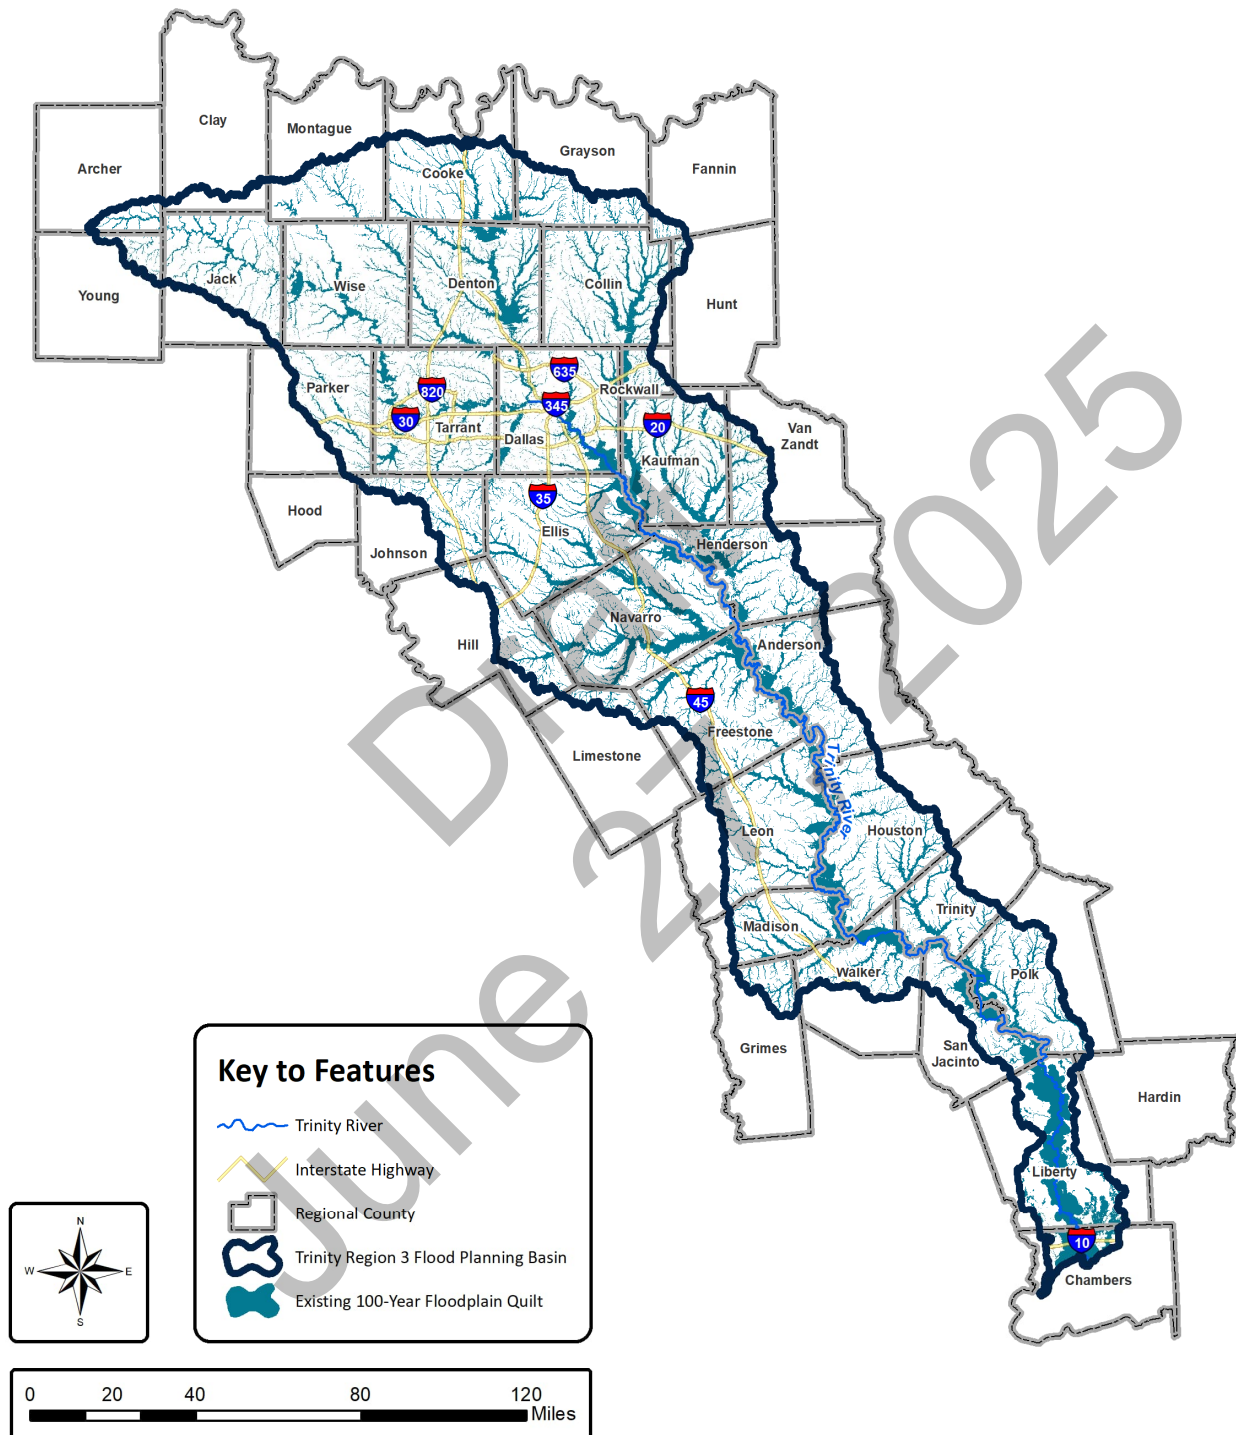 Clay
Montague
Grayson
Archer
Cooke
Fannin
Young
Jack
Wise
Denton
Collin
Hunt
Parker
820
635
Rockwall
345
30
Tarrant
Dallas
20
Van
Zandt
Kaufman
35
Hood
Ellis
Johnson
Henderson
Navarro
Hill
Anderson
45
Freestone
Limestone
Trinity River
Leon
Houston
Trinity
Madison
Walker
Polk
Grimes
San
Jacinto
Hardin
Liberty
10
Chambers
Draft
June 27, 2025
Key to Features
Trinity River
Interstate Highway
Regional County
Trinity Region 3 Flood Planning Basin
Existing 100-Year Floodplain Quilt
N
W E
S
0 20 40 80 120
Miles